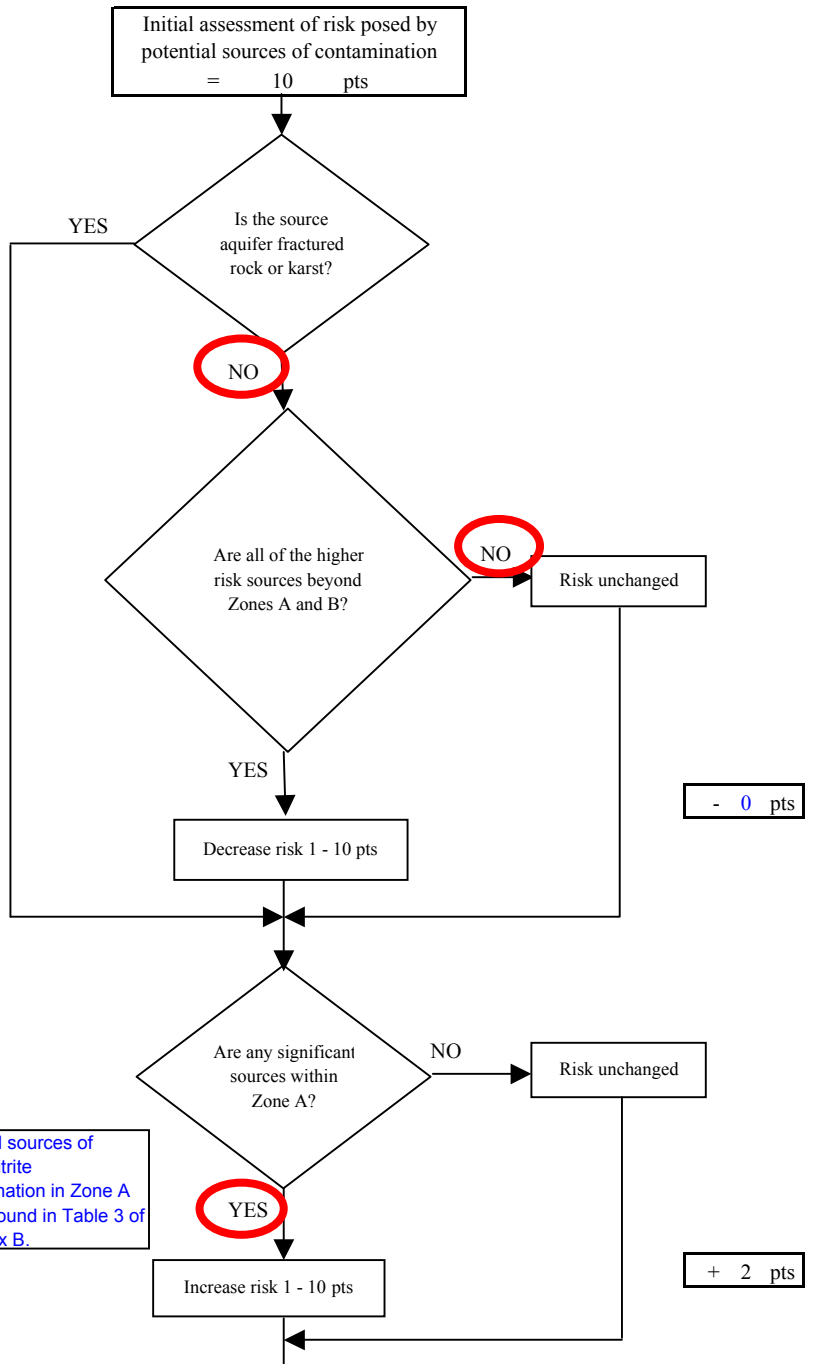 Initial assessment of risk posed by
potential sources of contamination
= 10 pts
YES
Is the source
aquifer fractured
rock or karst?
NO
Are all of the higher
risk sources beyond
Zones A and B?
NO
Risk unchanged
YES
- 0 pts
Decrease risk 1 - 10 pts
Are any significant
sources within
Zone A?
NO
Risk unchanged
sources of
in Zone A
in Table 3 of
B.
YES
+ 2 pts
Increase risk 1 - 10 pts